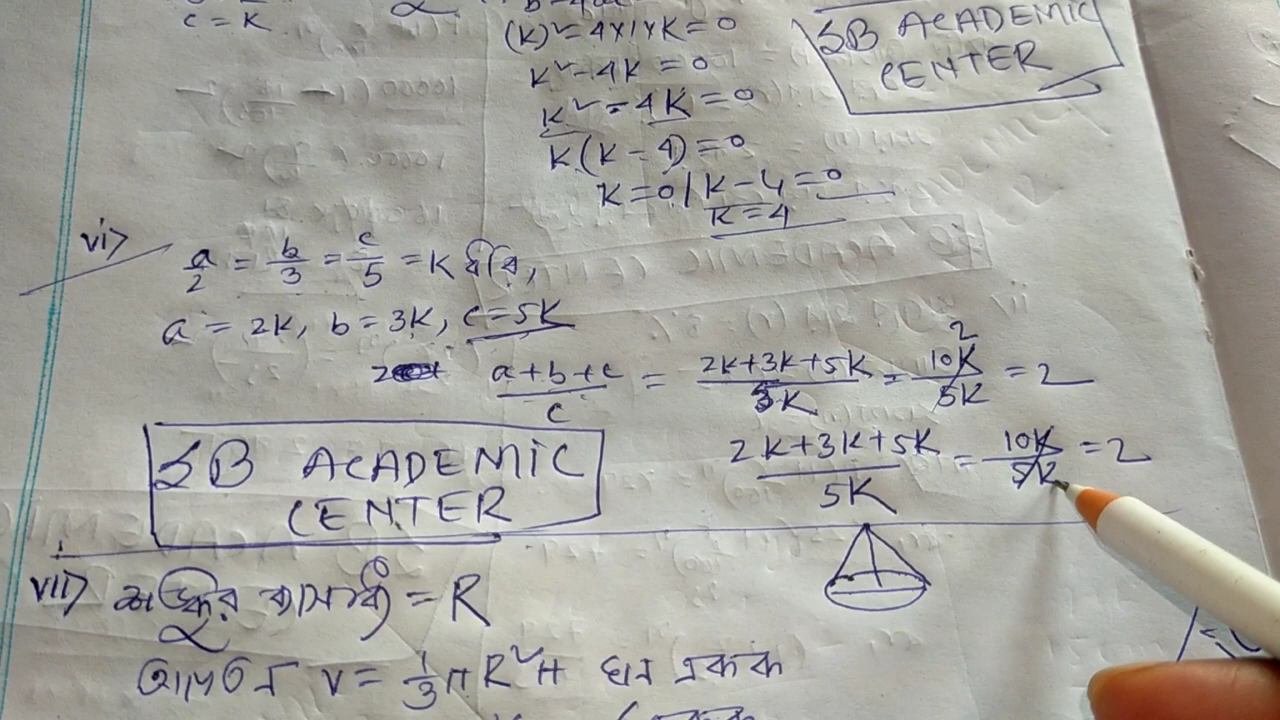 c = K
(K)² - 4×1×K = 0
K² - 4K = 0
K² - 4K = 0
K(K-4) = 0
K = 0 | K-4 = 0
K = 4
SB ACADEMIC
CENTER
vi> a/2 = b/3 = c/5 = K ধরি,
a = 2K, b = 3K, c = 5K
a+b+c/c = 2K+3K+5K/5K = 10K/5K = 2
2K+3K+5K/5K = 10K/5K = 2
SB ACADEMIC
CENTER
vii> শঙ্কুর ব্যাসার্ধ = R
আয়তন V = 1/3 π R² H ঘন একক